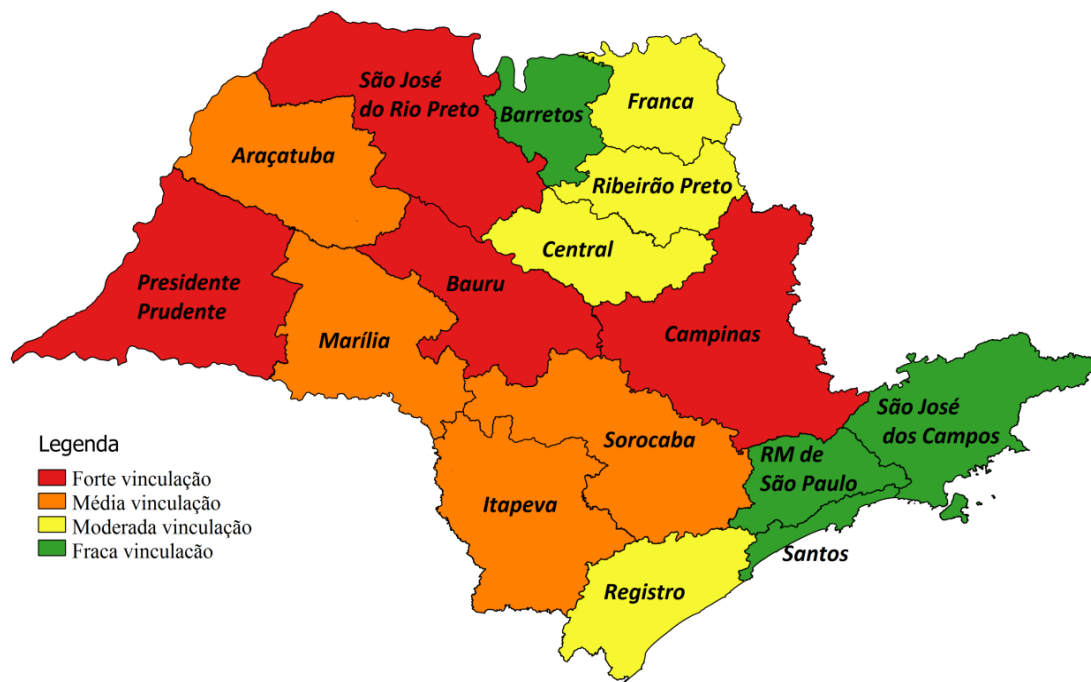 São José
do Rio Preto
Barretos
Franca
Araçatuba
Ribeirão Preto
Central
Presidente
Prudente
Bauru
Marília
Campinas
São José
dos Campos
Sorocaba
RM de
São Paulo
Itapeva
Santos
Registro
Legenda
Forte vinculação
Média vinculação
Moderada vinculação
Fraca vinculacão